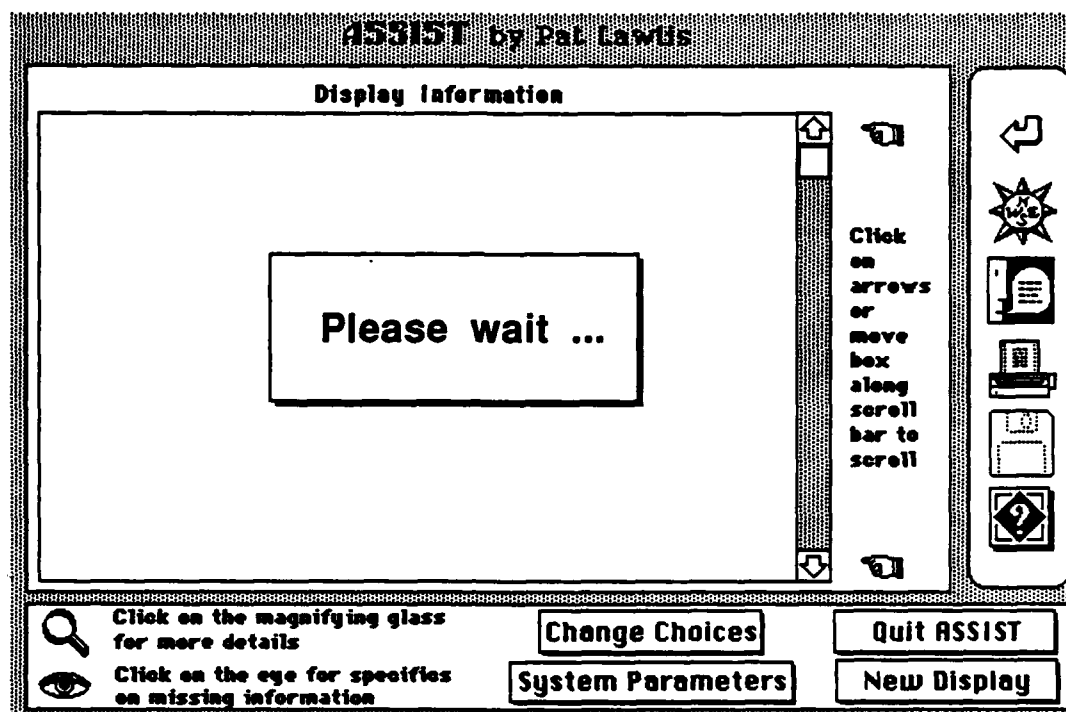 ASSIST by Pat Lawlis
Display Information
Please wait ...
Click
on
arrows
or
move
box
along
scroll
bar to
scroll
N
W E
S
?
Click on the magnifying glass
for more details
Click on the eye for specifics
on missing information
Change Choices
System Parameters
Quit ASSIST
New Display